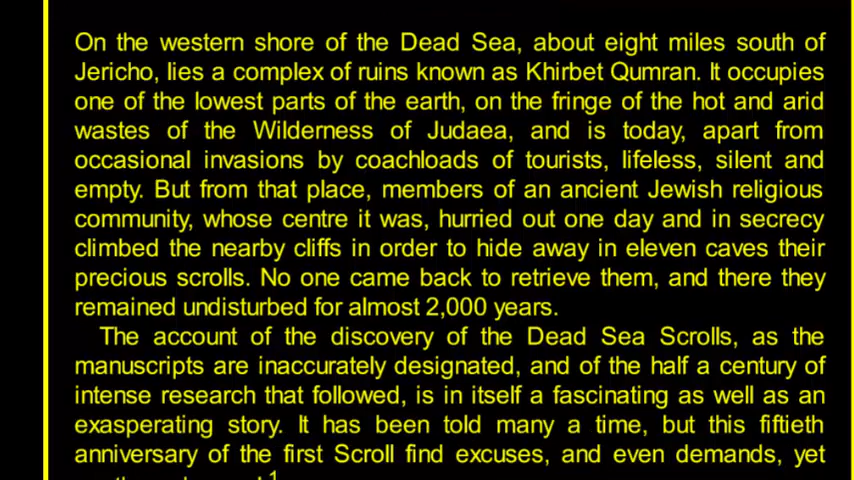 On the western shore of the Dead Sea, about eight miles south of
Jericho, lies a complex of ruins known as Khirbet Qumran. It occupies
one of the lowest parts of the earth, on the fringe of the hot and arid
wastes of the Wilderness of Judaea, and is today, apart from
occasional invasions by coachloads of tourists, lifeless, silent and
empty. But from that place, members of an ancient Jewish religious
community, whose centre it was, hurried out one day and in secrecy
climbed the nearby cliffs in order to hide away in eleven caves their
precious scrolls. No one came back to retrieve them, and there they
remained undisturbed for almost 2,000 years.
The account of the discovery of the Dead Sea Scrolls, as the
manuscripts are inaccurately designated, and of the half a century of
intense research that followed, is in itself a fascinating as well as an
exasperating story. It has been told many a time, but this fiftieth
anniversary of the first Scroll find excuses, and even demands, yet